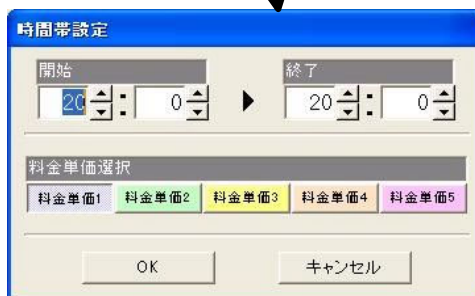 時間帯設定
開始 終了
20 : 0 ▶ 20 : 0
料金単価選択
料金単価1 料金単価2 料金単価3 料金単価4 料金単価5
OK キャンセル